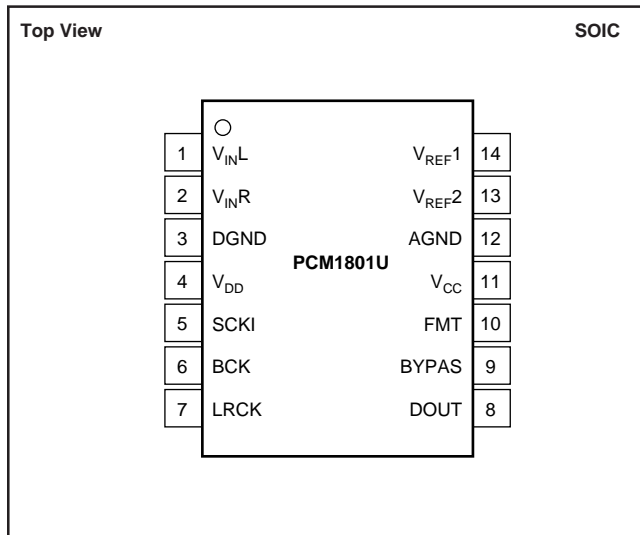 Top View SOIC
1 V_INL V_REF1 14
2 V_INR V_REF2 13
3 DGND AGND 12
PCM1801U
4 V_DD V_CC 11
5 SCKI FMT 10
6 BCK BYPAS 9
7 LRCK DOUT 8